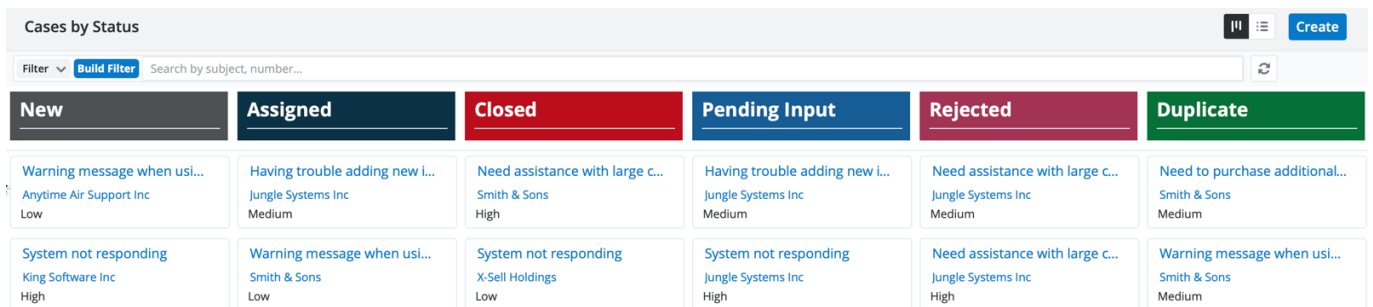 Cases by Status
Create
Filter Build Filter Search by subject, number...
New Assigned Closed Pending Input Rejected Duplicate
Warning message when usi... Having trouble adding new i... Need assistance with large c... Having trouble adding new i... Need assistance with large c... Need to purchase additional...
Anytime Air Support Inc Jungle Systems Inc Smith & Sons Jungle Systems Inc Jungle Systems Inc Smith & Sons
Low Medium High Medium Medium Medium
System not responding Warning message when usi... System not responding System not responding Need assistance with large c... Warning message when usi...
King Software Inc Smith & Sons X-Sell Holdings Jungle Systems Inc Jungle Systems Inc Smith & Sons
High Low Low High High Medium